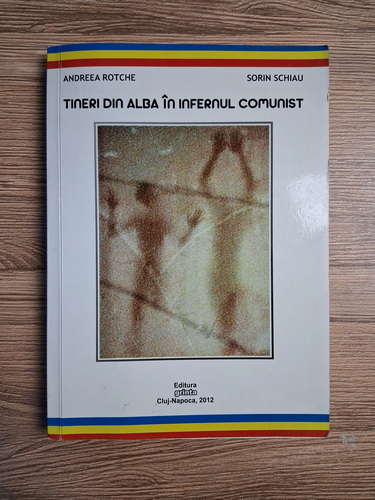 ANDREEA ROTCHE SORIN SCHIAU
TINERI DIN ALBA ÎN INFERNUL COMUNIST
Editura
grinta
Cluj-Napoca, 2012